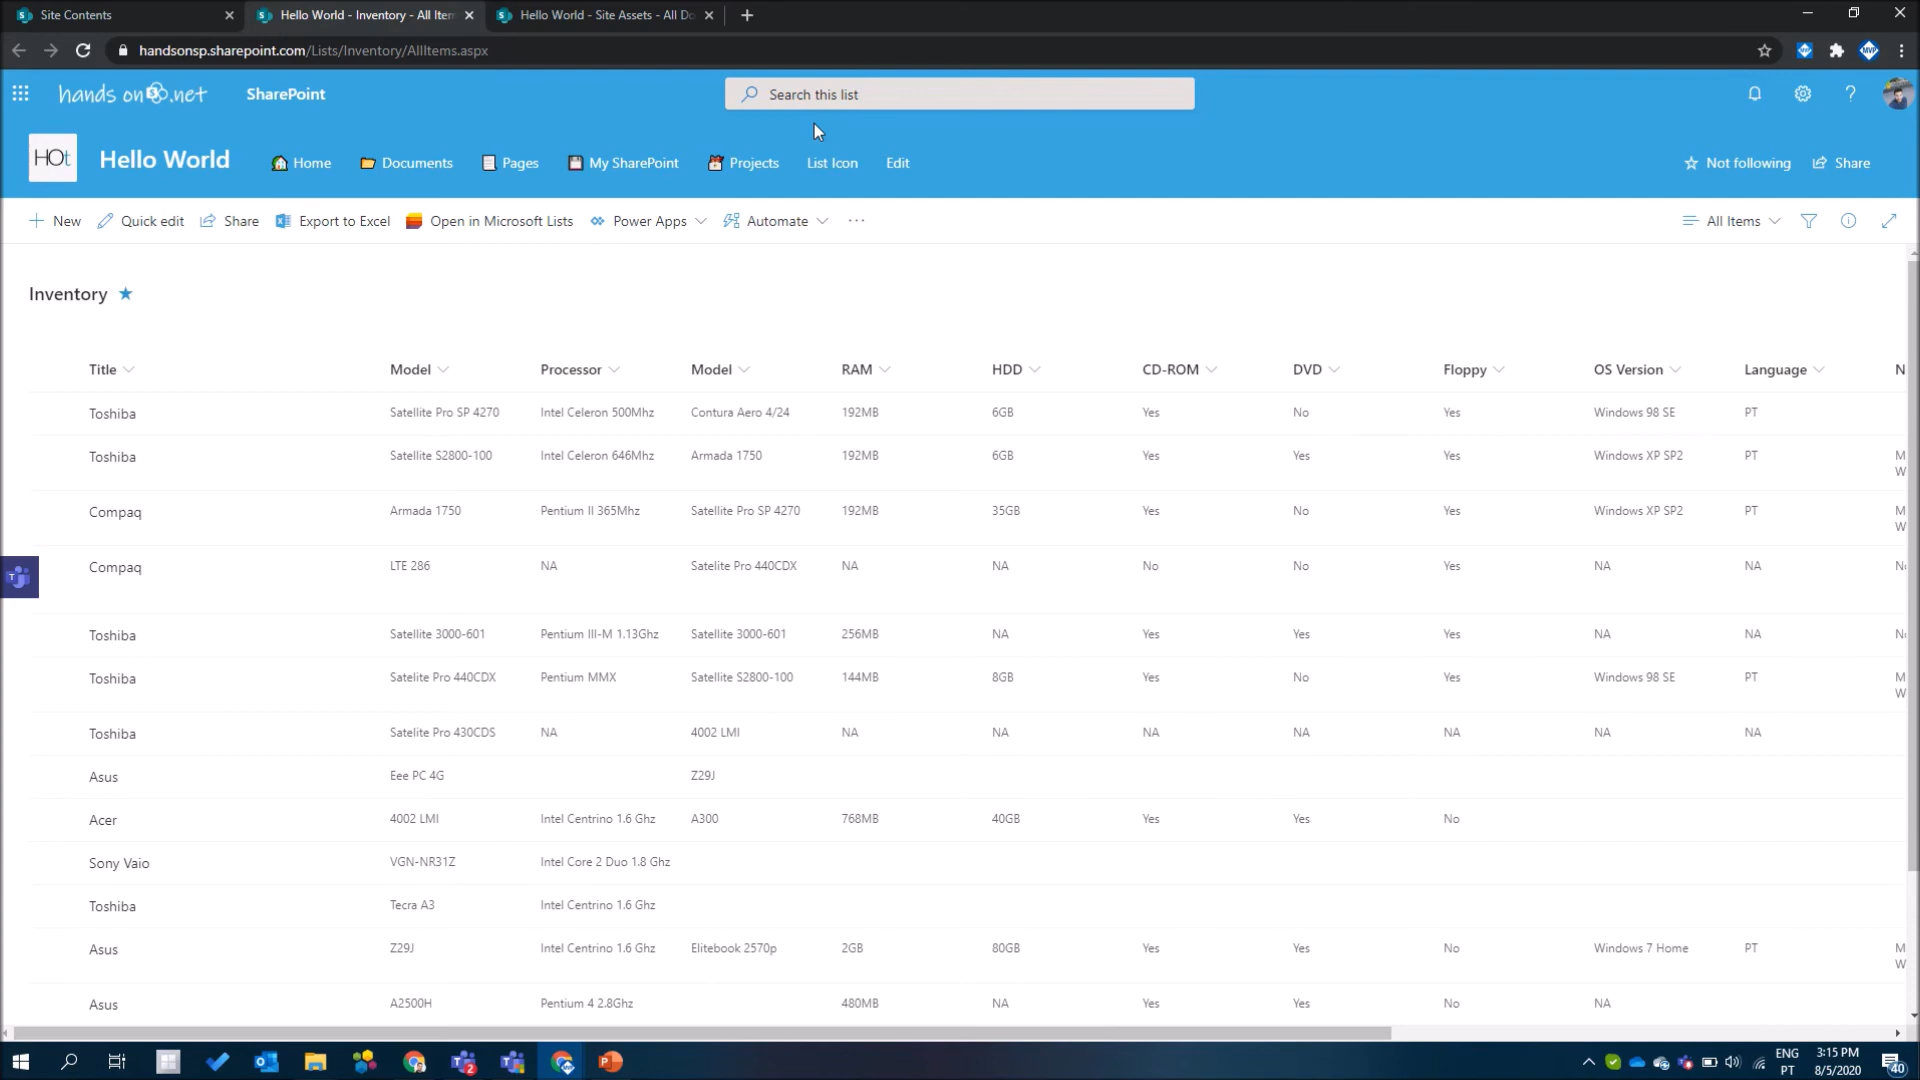 Site Contents
Hello World - Inventory - All Iten
Hello World - Site Assets - All Do
handsonsp.sharepoint.com/Lists/Inventory/AllItems.aspx
MVP
hands on S .net
SharePoint
Search this list
HOt
Hello World
Home
Documents
Pages
My SharePoint
Projects
List Icon
Edit
Not following
Share
New
Quick edit
Share
Export to Excel
Open in Microsoft Lists
Power Apps
Automate
All Items
Inventory
Title Model Processor Model RAM HDD CD-ROM DVD Floppy OS Version Language N
Toshiba Satellite Pro SP 4270 Intel Celeron 500Mhz Contura Aero 4/24 192MB 6GB Yes No Yes Windows 98 SE PT
Toshiba Satellite S2800-100 Intel Celeron 646Mhz Armada 1750 192MB 6GB Yes Yes Yes Windows XP SP2 PT M
W
Compaq Armada 1750 Pentium II 365Mhz Satellite Pro SP 4270 192MB 35GB Yes No Yes Windows XP SP2 PT M
W
Compaq LTE 286 NA Satelite Pro 440CDX NA NA No No Yes NA NA
Toshiba Satellite 3000-601 Pentium III-M 1.13Ghz Satellite 3000-601 256MB NA Yes Yes Yes NA NA
Toshiba Satelite Pro 440CDX Pentium MMX Satellite S2800-100 144MB 8GB Yes No Yes Windows 98 SE PT M
W
Toshiba Satelite Pro 430CDS NA 4002 LMI NA NA NA NA NA NA NA
Asus Eee PC 4G Z29J
Acer 4002 LMI Intel Centrino 1.6 Ghz A300 768MB 40GB Yes Yes No
Sony Vaio VGN-NR31Z Intel Core 2 Duo 1.8 Ghz
Toshiba Tecra A3 Intel Centrino 1.6 Ghz
Asus Z29J Intel Centrino 1.6 Ghz Elitebook 2570p 2GB 80GB Yes Yes No Windows 7 Home PT M
W
Asus A2500H Pentium 4 2.8Ghz 480MB NA Yes Yes No NA
ENG
PT
3:15 PM
8/5/2020
40
2